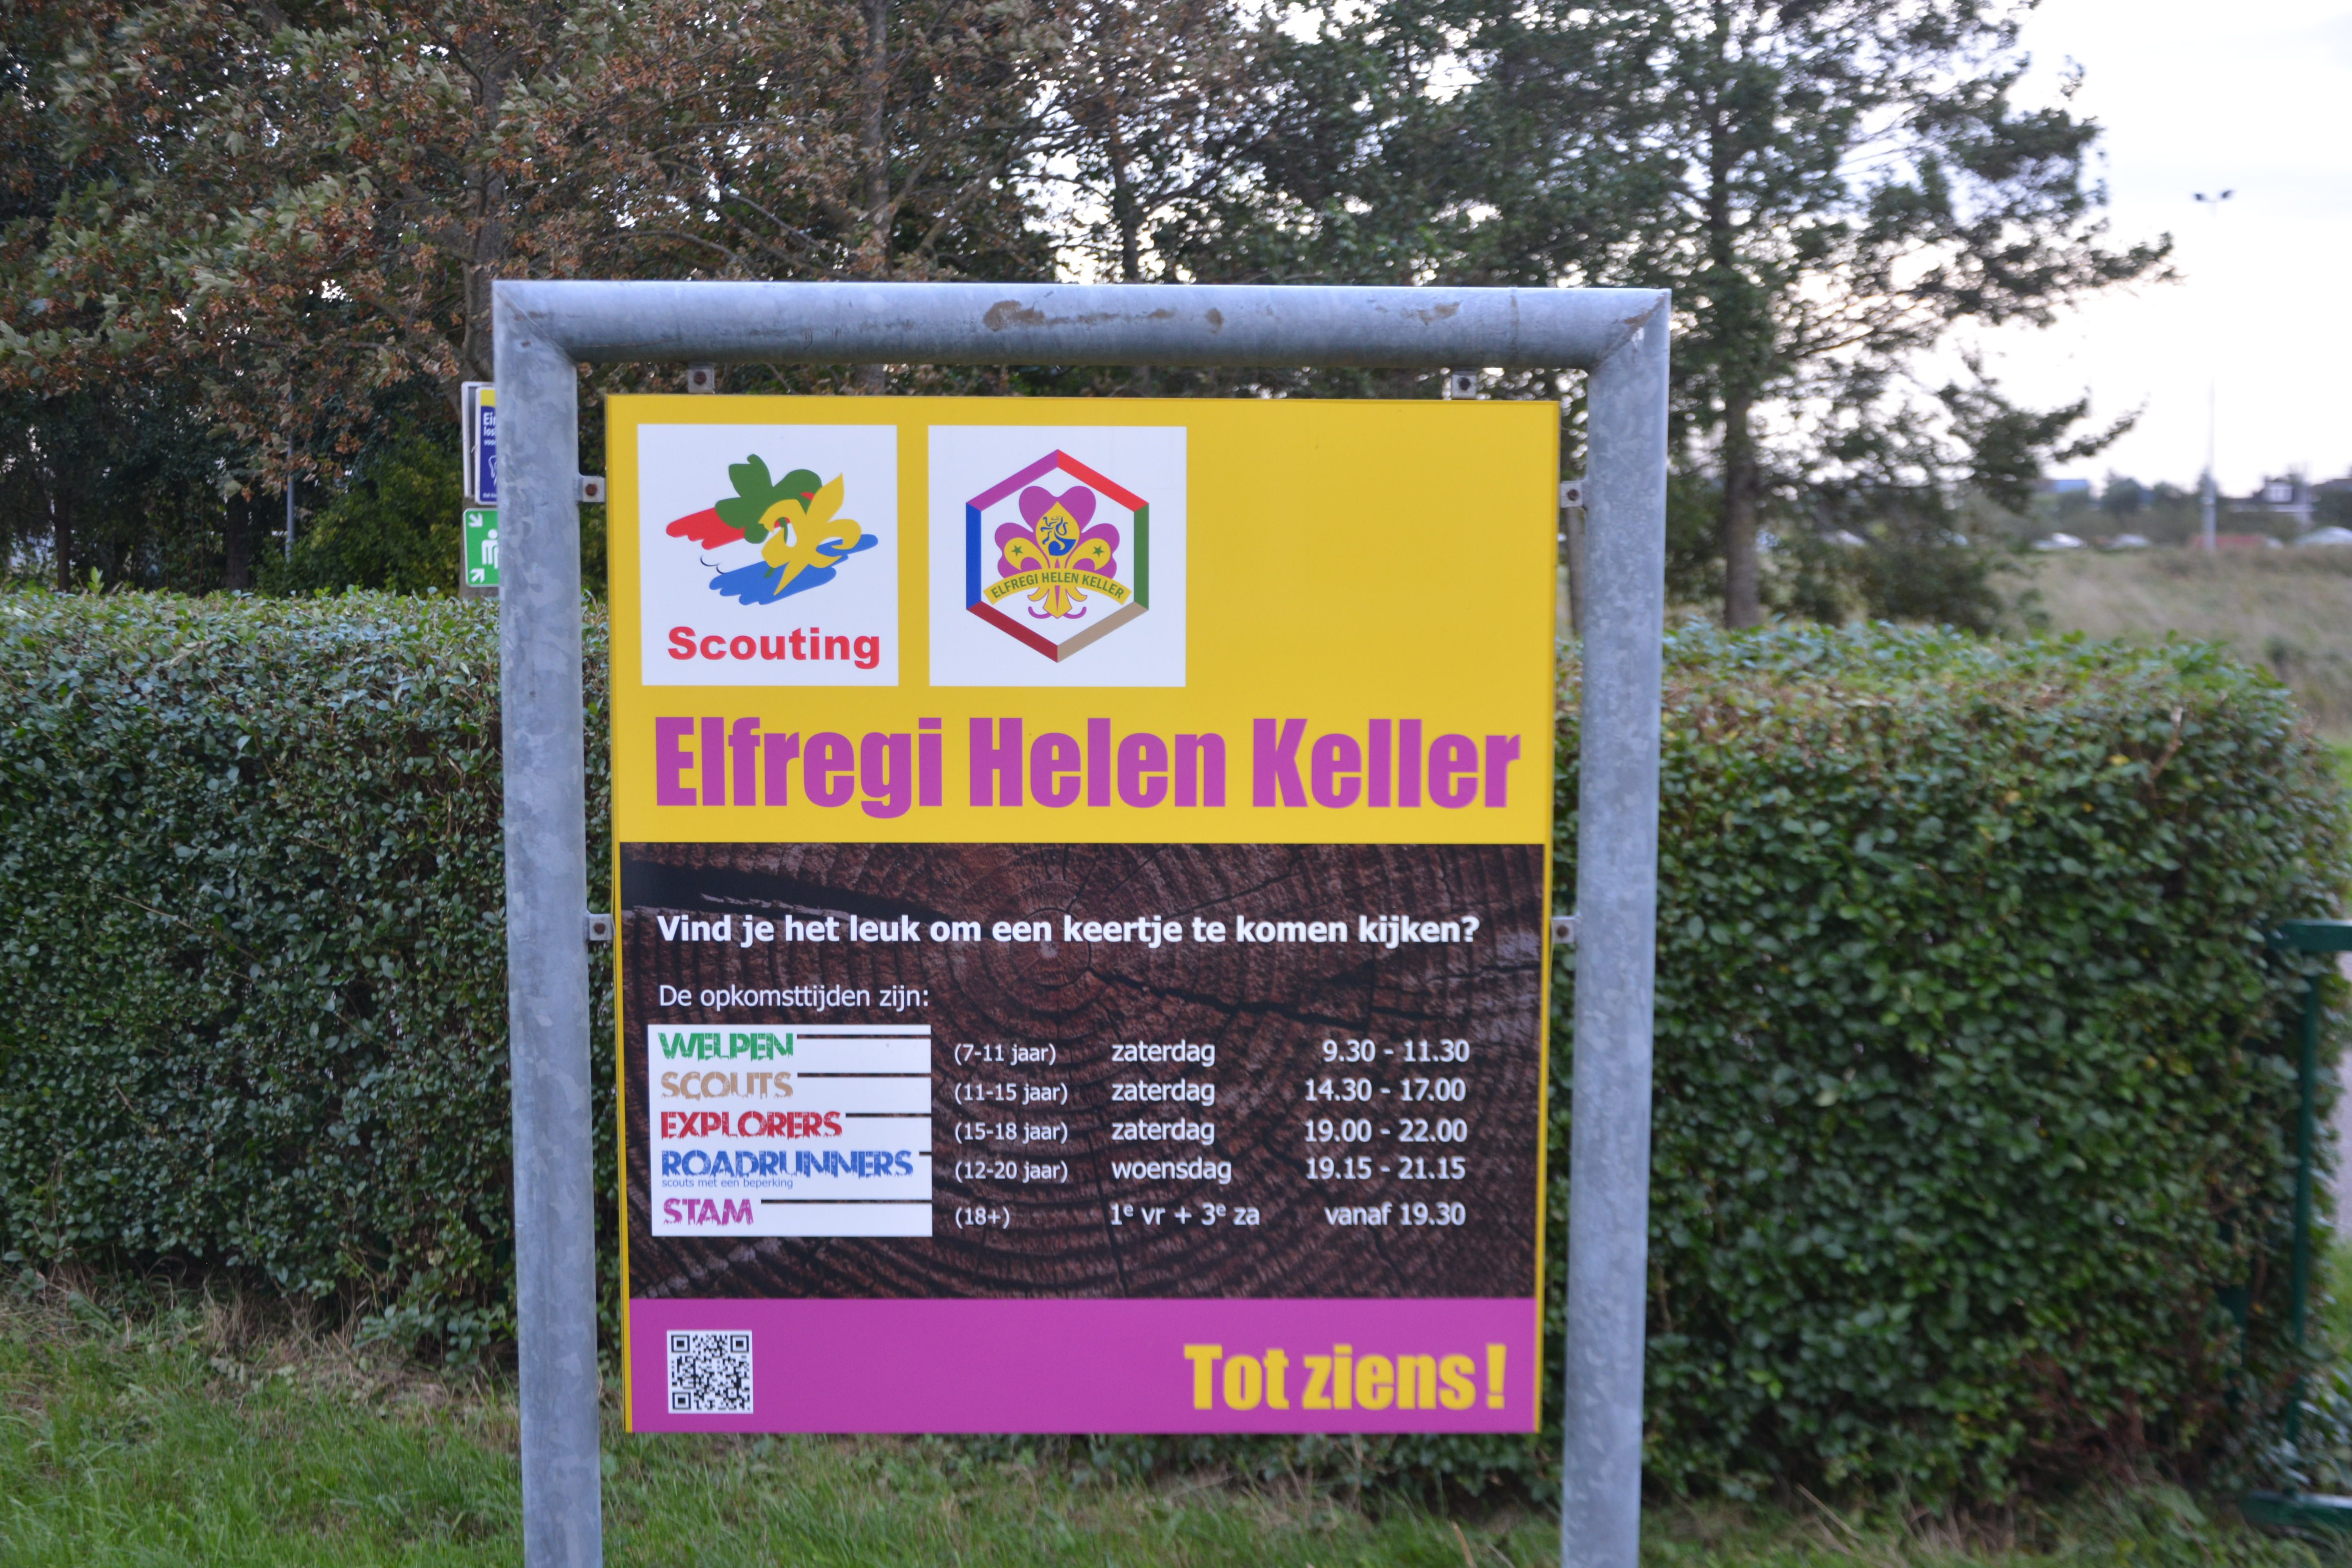 Scouting
ELFREGI HELEN KELLER
Elfregi Helen Keller
Vind je het leuk om een keertje te komen kijken?
De opkomsttijden zijn:
WELPEN (7-11 jaar) zaterdag 9.30 - 11.30
SCOUTS (11-15 jaar) zaterdag 14.30 - 17.00
EXPLORERS (15-18 jaar) zaterdag 19.00 - 22.00
ROADRUNNERS (12-20 jaar) woensdag 19.15 - 21.15
scouts met een beperking
STAM (18+) 1e vr + 3e za vanaf 19.30
Tot ziens!